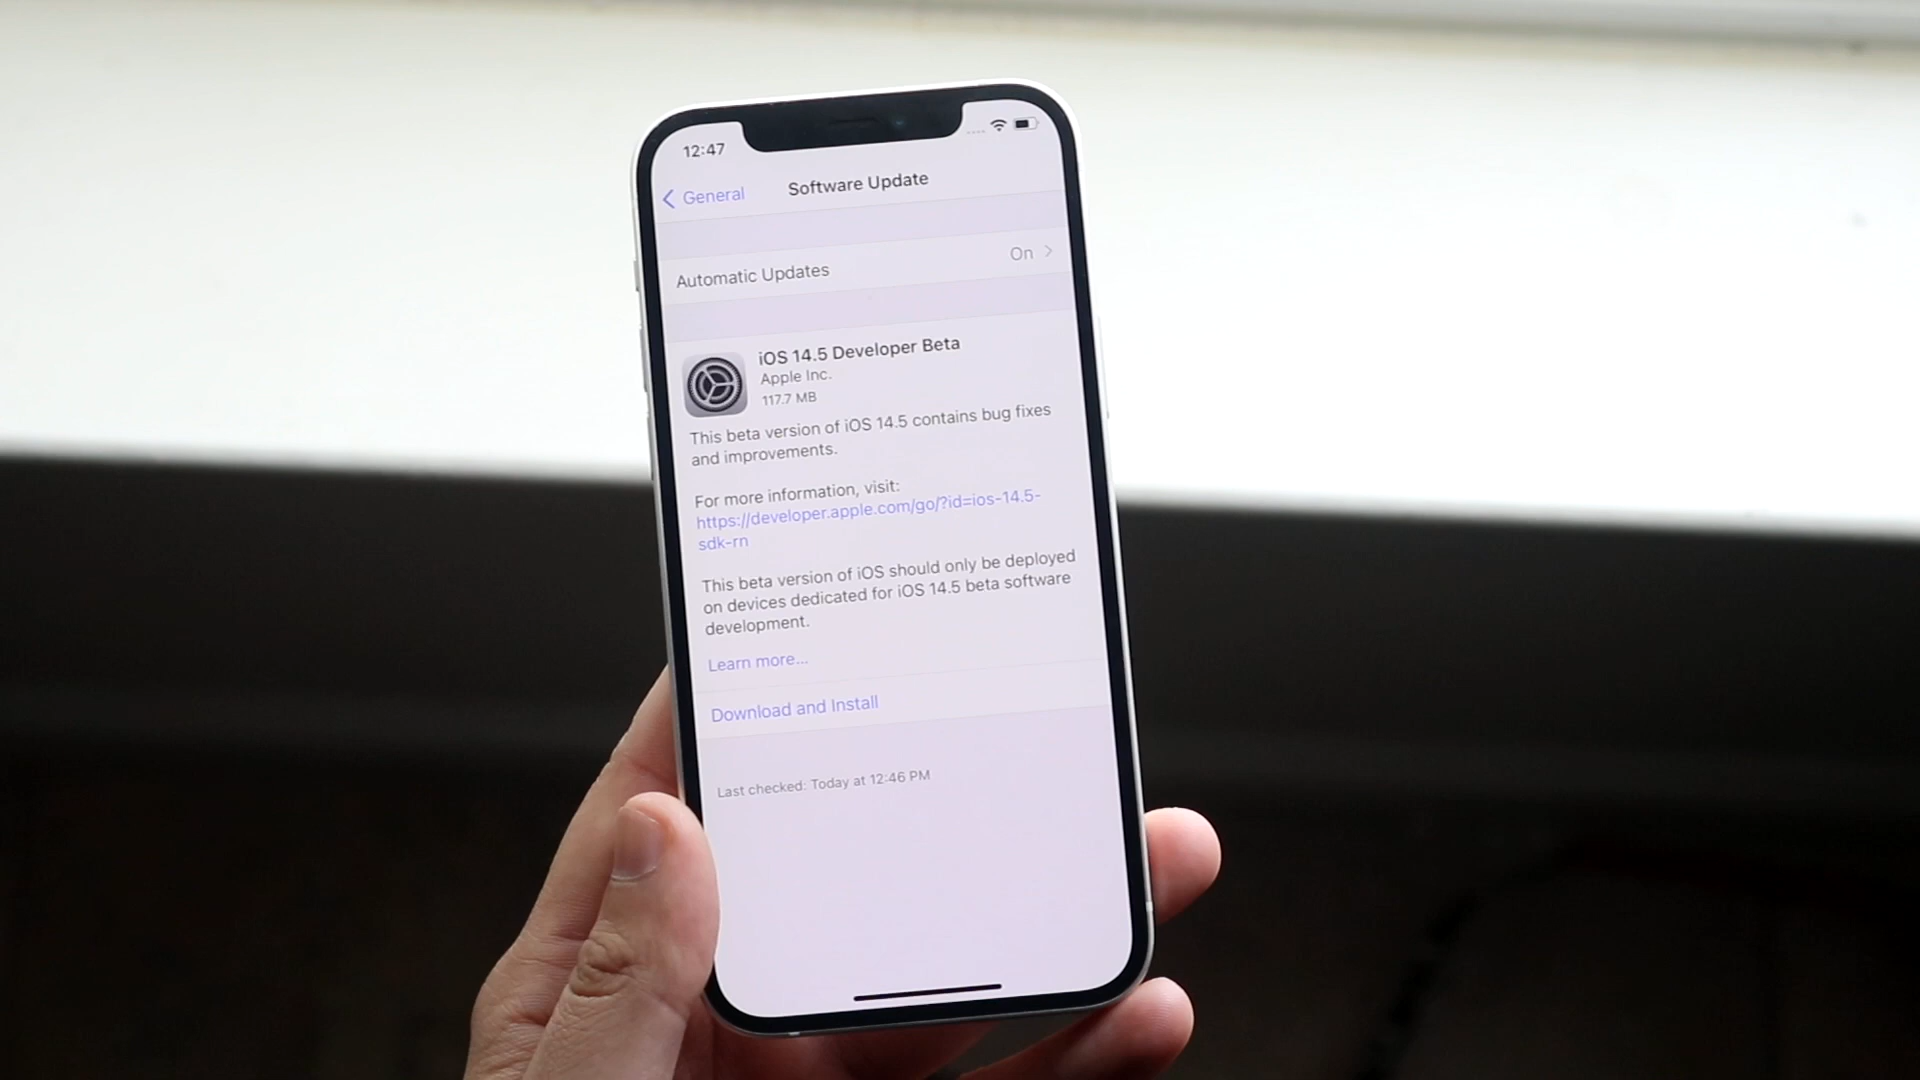 12:47
General
Software Update
Automatic Updates
On
iOS 14.5 Developer Beta
Apple Inc.
117.7 MB
This beta version of iOS 14.5 contains bug fixes
and improvements.
For more information, visit:
https://developer.apple.com/go/?id=ios-14.5-
sdk-rn
This beta version of iOS should only be deployed
on devices dedicated for iOS 14.5 beta software
development.
Learn more...
Download and Install
Last checked: Today at 12:46 PM